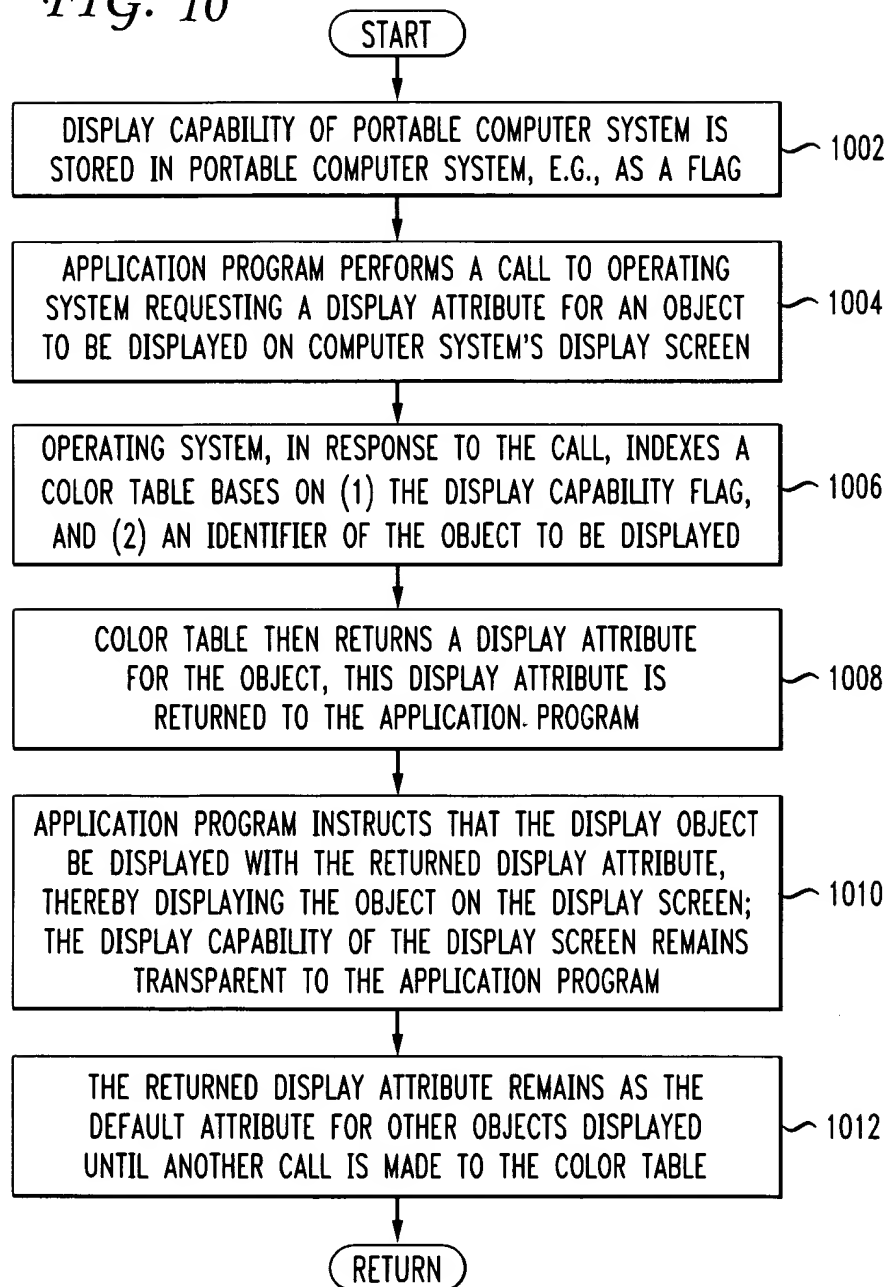 FIG. 10
START
DISPLAY CAPABILITY OF PORTABLE COMPUTER SYSTEM IS
STORED IN PORTABLE COMPUTER SYSTEM, E.G., AS A FLAG
1002
APPLICATION PROGRAM PERFORMS A CALL TO OPERATING
SYSTEM REQUESTING A DISPLAY ATTRIBUTE FOR AN OBJECT
TO BE DISPLAYED ON COMPUTER SYSTEM'S DISPLAY SCREEN
1004
OPERATING SYSTEM, IN RESPONSE TO THE CALL, INDEXES A
COLOR TABLE BASES ON (1) THE DISPLAY CAPABILITY FLAG,
AND (2) AN IDENTIFIER OF THE OBJECT TO BE DISPLAYED
1006
COLOR TABLE THEN RETURNS A DISPLAY ATTRIBUTE
FOR THE OBJECT, THIS DISPLAY ATTRIBUTE IS
RETURNED TO THE APPLICATION PROGRAM
1008
APPLICATION PROGRAM INSTRUCTS THAT THE DISPLAY OBJECT
BE DISPLAYED WITH THE RETURNED DISPLAY ATTRIBUTE,
THEREBY DISPLAYING THE OBJECT ON THE DISPLAY SCREEN;
THE DISPLAY CAPABILITY OF THE DISPLAY SCREEN REMAINS
TRANSPARENT TO THE APPLICATION PROGRAM
1010
THE RETURNED DISPLAY ATTRIBUTE REMAINS AS THE
DEFAULT ATTRIBUTE FOR OTHER OBJECTS DISPLAYED
UNTIL ANOTHER CALL IS MADE TO THE COLOR TABLE
1012
RETURN